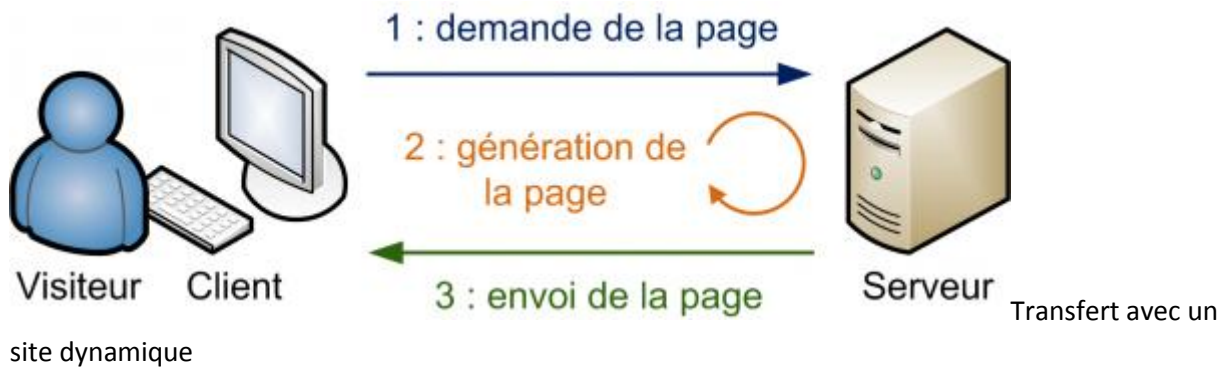 1 : demande de la page
2 : génération de
la page
3 : envoi de la page
Visiteur
Client
Serveur
Transfert avec un
site dynamique